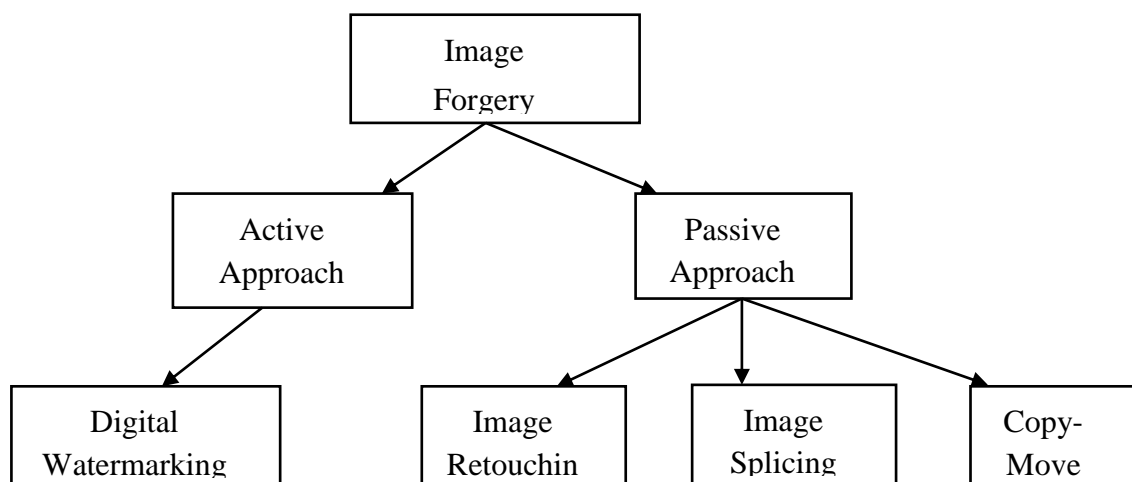 Image
Forgery
Active
Approach
Passive
Approach
Digital
Watermarking
Image
Retouchin
Image
Splicing
Copy-
Move